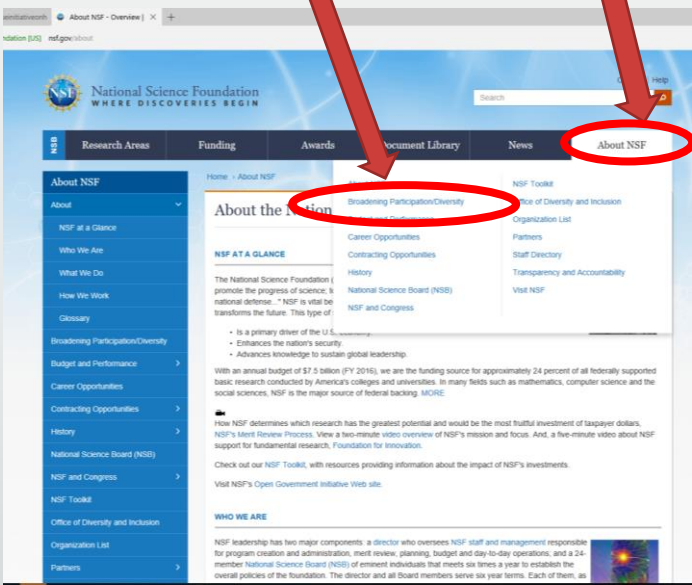 About NSF - Overview |
ndation [US] nsf.gov/about
Help
NSF
National Science Foundation
WHERE DISCOVERIES BEGIN
Search
NSB
Research Areas
Funding
Awards
Document Library
News
About NSF
About NSF
About
NSF at a Glance
Who We Are
What We Do
How We Work
Glossary
Broadening Participation/Diversity
Budget and Performance
Career Opportunities
Contracting Opportunities
History
National Science Board (NSB)
NSF and Congress
NSF Toolkit
Office of Diversity and Inclusion
Organization List
Partners
Home › About NSF
About the Nation
Broadening Participation/Diversity
Career Opportunities
Contracting Opportunities
History
National Science Board (NSB)
NSF and Congress
NSF Toolkit
Office of Diversity and Inclusion
Organization List
Partners
Staff Directory
Transparency and Accountability
Visit NSF
NSF AT A GLANCE
The National Science Foundation (
promote the progress of science; t
national defense..." NSF is vital be
transforms the future. This type of
• Is a primary driver of the U.S.
• Enhances the nation's security.
• Advances knowledge to sustain global leadership.
With an annual budget of $7.5 billion (FY 2016), we are the funding source for approximately 24 percent of all federally supported
basic research conducted by America's colleges and universities. In many fields such as mathematics, computer science and the
social sciences, NSF is the major source of federal backing. MORE
How NSF determines which research has the greatest potential and would be the most fruitful investment of taxpayer dollars,
NSF's Merit Review Process. View a two-minute video overview of NSF's mission and focus. And, a five-minute video about NSF
support for fundamental research, Foundation for Innovation.
Check out our NSF Toolkit, with resources providing information about the impact of NSF's investments.
Visit NSF's Open Government Initiative Web site.
WHO WE ARE
NSF leadership has two major components: a director who oversees NSF staff and management responsible
for program creation and administration, merit review, planning, budget and day-to-day operations; and a 24-
member National Science Board (NSB) of eminent individuals that meets six times a year to establish the
overall policies of the foundation. The director and all Board members serve six year terms. Each of them, as